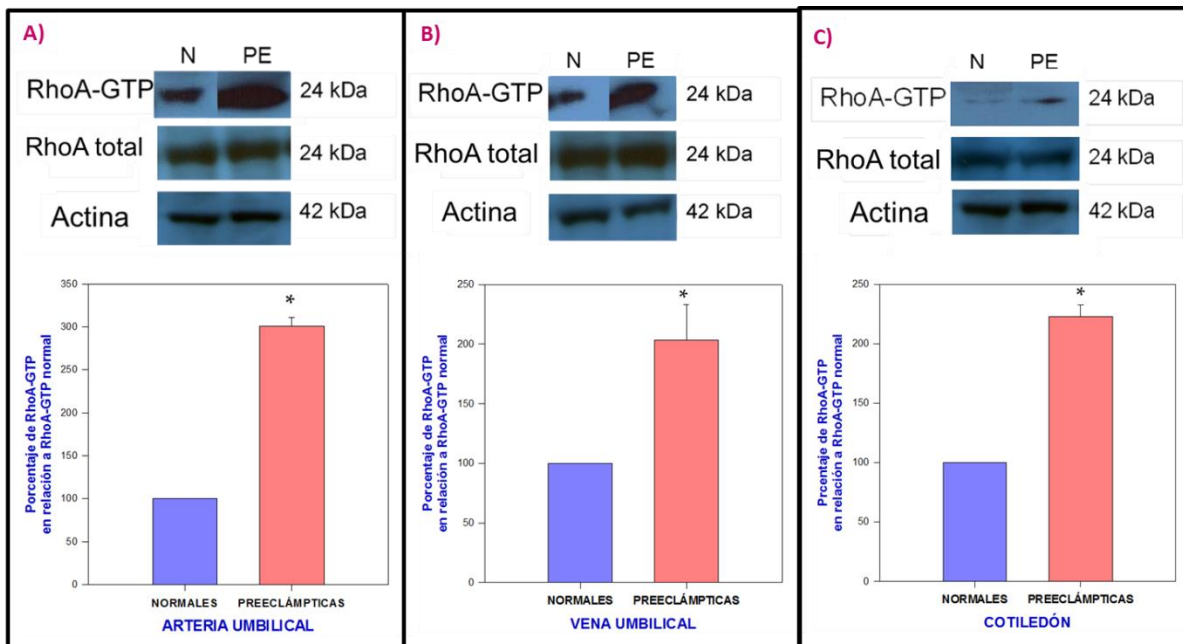 A)
N PE
RhoA-GTP 24 kDa
RhoA total 24 kDa
Actina 42 kDa
Porcentaje de RhoA-GTP
en relación a RhoA-GTP normal
350
300
250
200
150
100
50
0
*
NORMALES PREECLÁMPTICAS
ARTERIA UMBILICAL
B)
N PE
RhoA-GTP 24 kDa
RhoA total 24 kDa
Actina 42 kDa
Porcentaje de RhoA-GTP
en relación a RhoA-GTP normal
250
200
150
100
50
0
*
NORMALES PREECLÁMPTICAS
VENA UMBILICAL
C)
N PE
RhoA-GTP 24 kDa
RhoA total 24 kDa
Actina 42 kDa
Prcentaje de RhoA-GTP
en relación a RhoA-GTP normal
250
200
150
100
50
0
*
NORMALES PREECLÁMPTICAS
COTILEDÓN